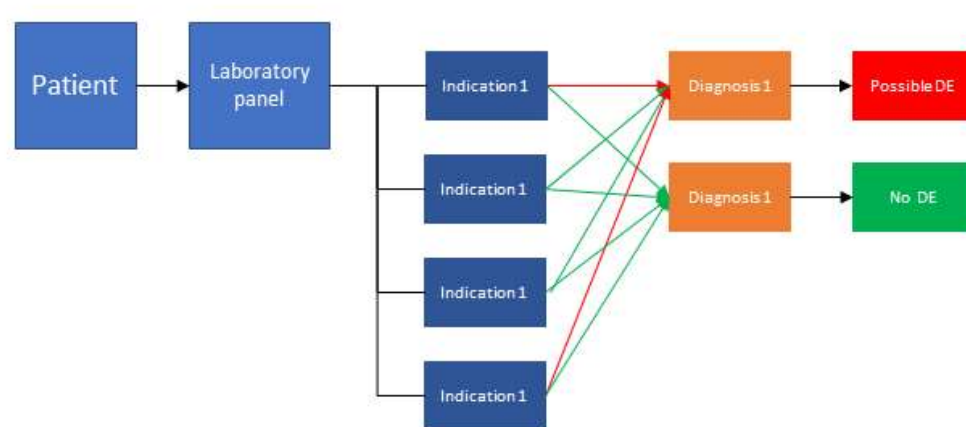 Patient
Laboratory
panel
Indication 1
Indication 1
Indication 1
Indication 1
Diagnosis 1
Diagnosis 1
Possible DE
No DE